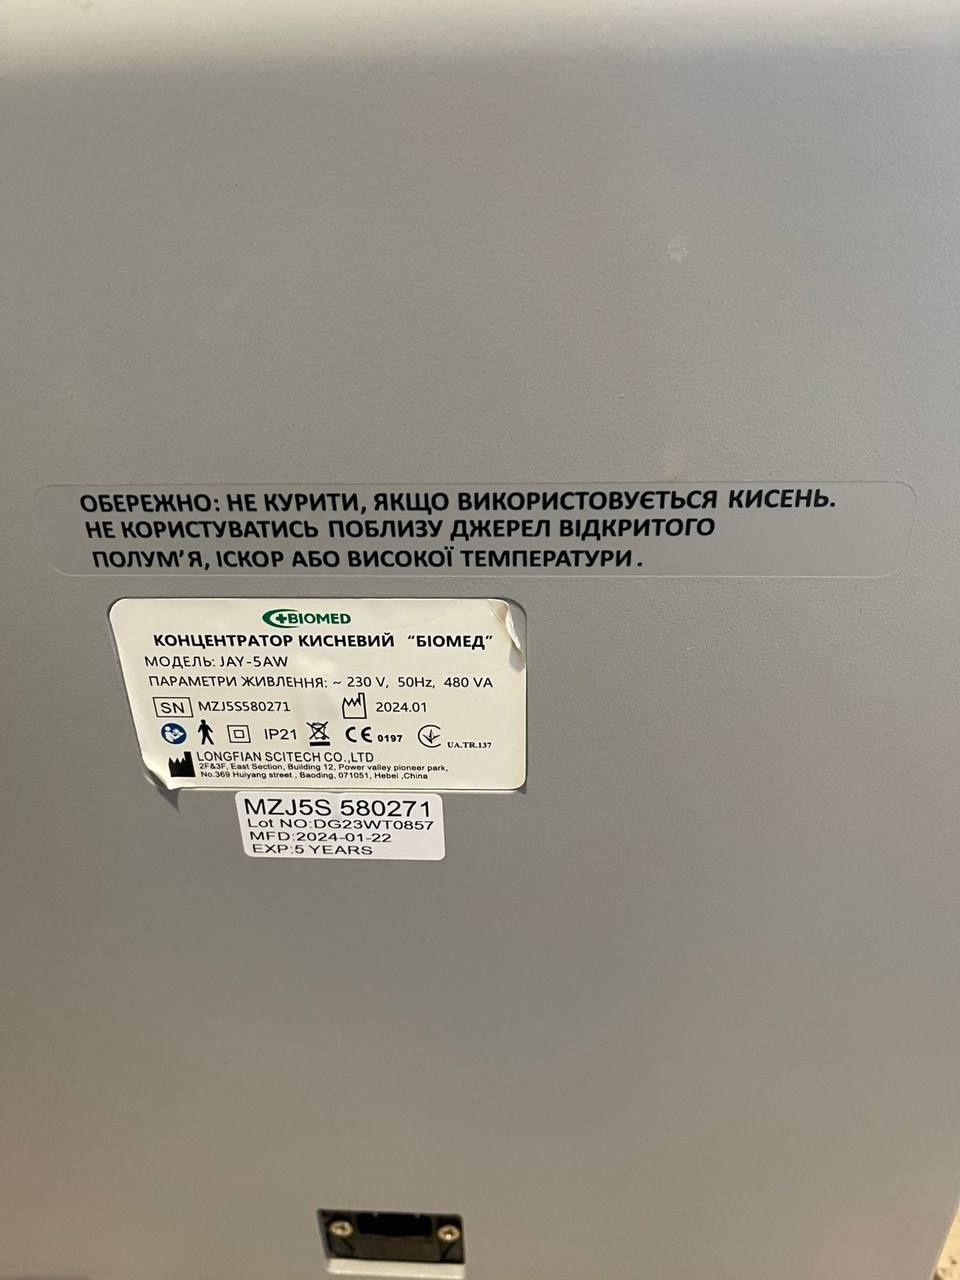 ОБЕРЕЖНО: НЕ КУРИТИ, ЯКЩО ВИКОРИСТОВУЄТЬСЯ КИСЕНЬ.
НЕ КОРИСТУВАТИСЬ ПОБЛИЗУ ДЖЕРЕЛ ВІДКРИТОГО
ПОЛУМ’Я, ІСКОР АБО ВИСОКОЇ ТЕМПЕРАТУРИ.
BIOMED
КОНЦЕНТРАТОР КИСНЕВИЙ “БІОМЕД”
МОДЕЛЬ: JAY-5AW
ПАРАМЕТРИ ЖИВЛЕННЯ: ~ 230 V, 50Hz, 480 VA
SN MZJ5S580271 2024.01
IP21 CE 0197 UA.TR.137
LONGFIAN SCITECH CO.,LTD
2F&3F, East Section, Building 12, Power valley pioneer park,
No.369 Huiyang street , Baoding, 071051, Hebei ,China
MZJ5S 580271
Lot NO:DG23WT0857
MFD:2024-01-22
EXP:5 YEARS